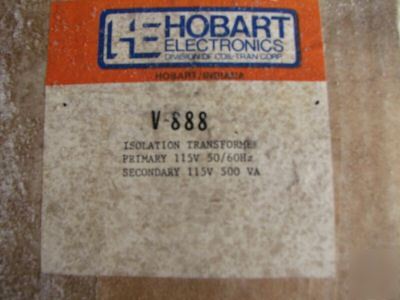 HE HOBART
ELECTRONICS
DIVISION OF COIL-TRAN CORP
HOBART, INDIANA
V-888
ISOLATION TRANSFORMER
PRIMARY 115V 50/60Hz
SECONDARY 115V 500 VA